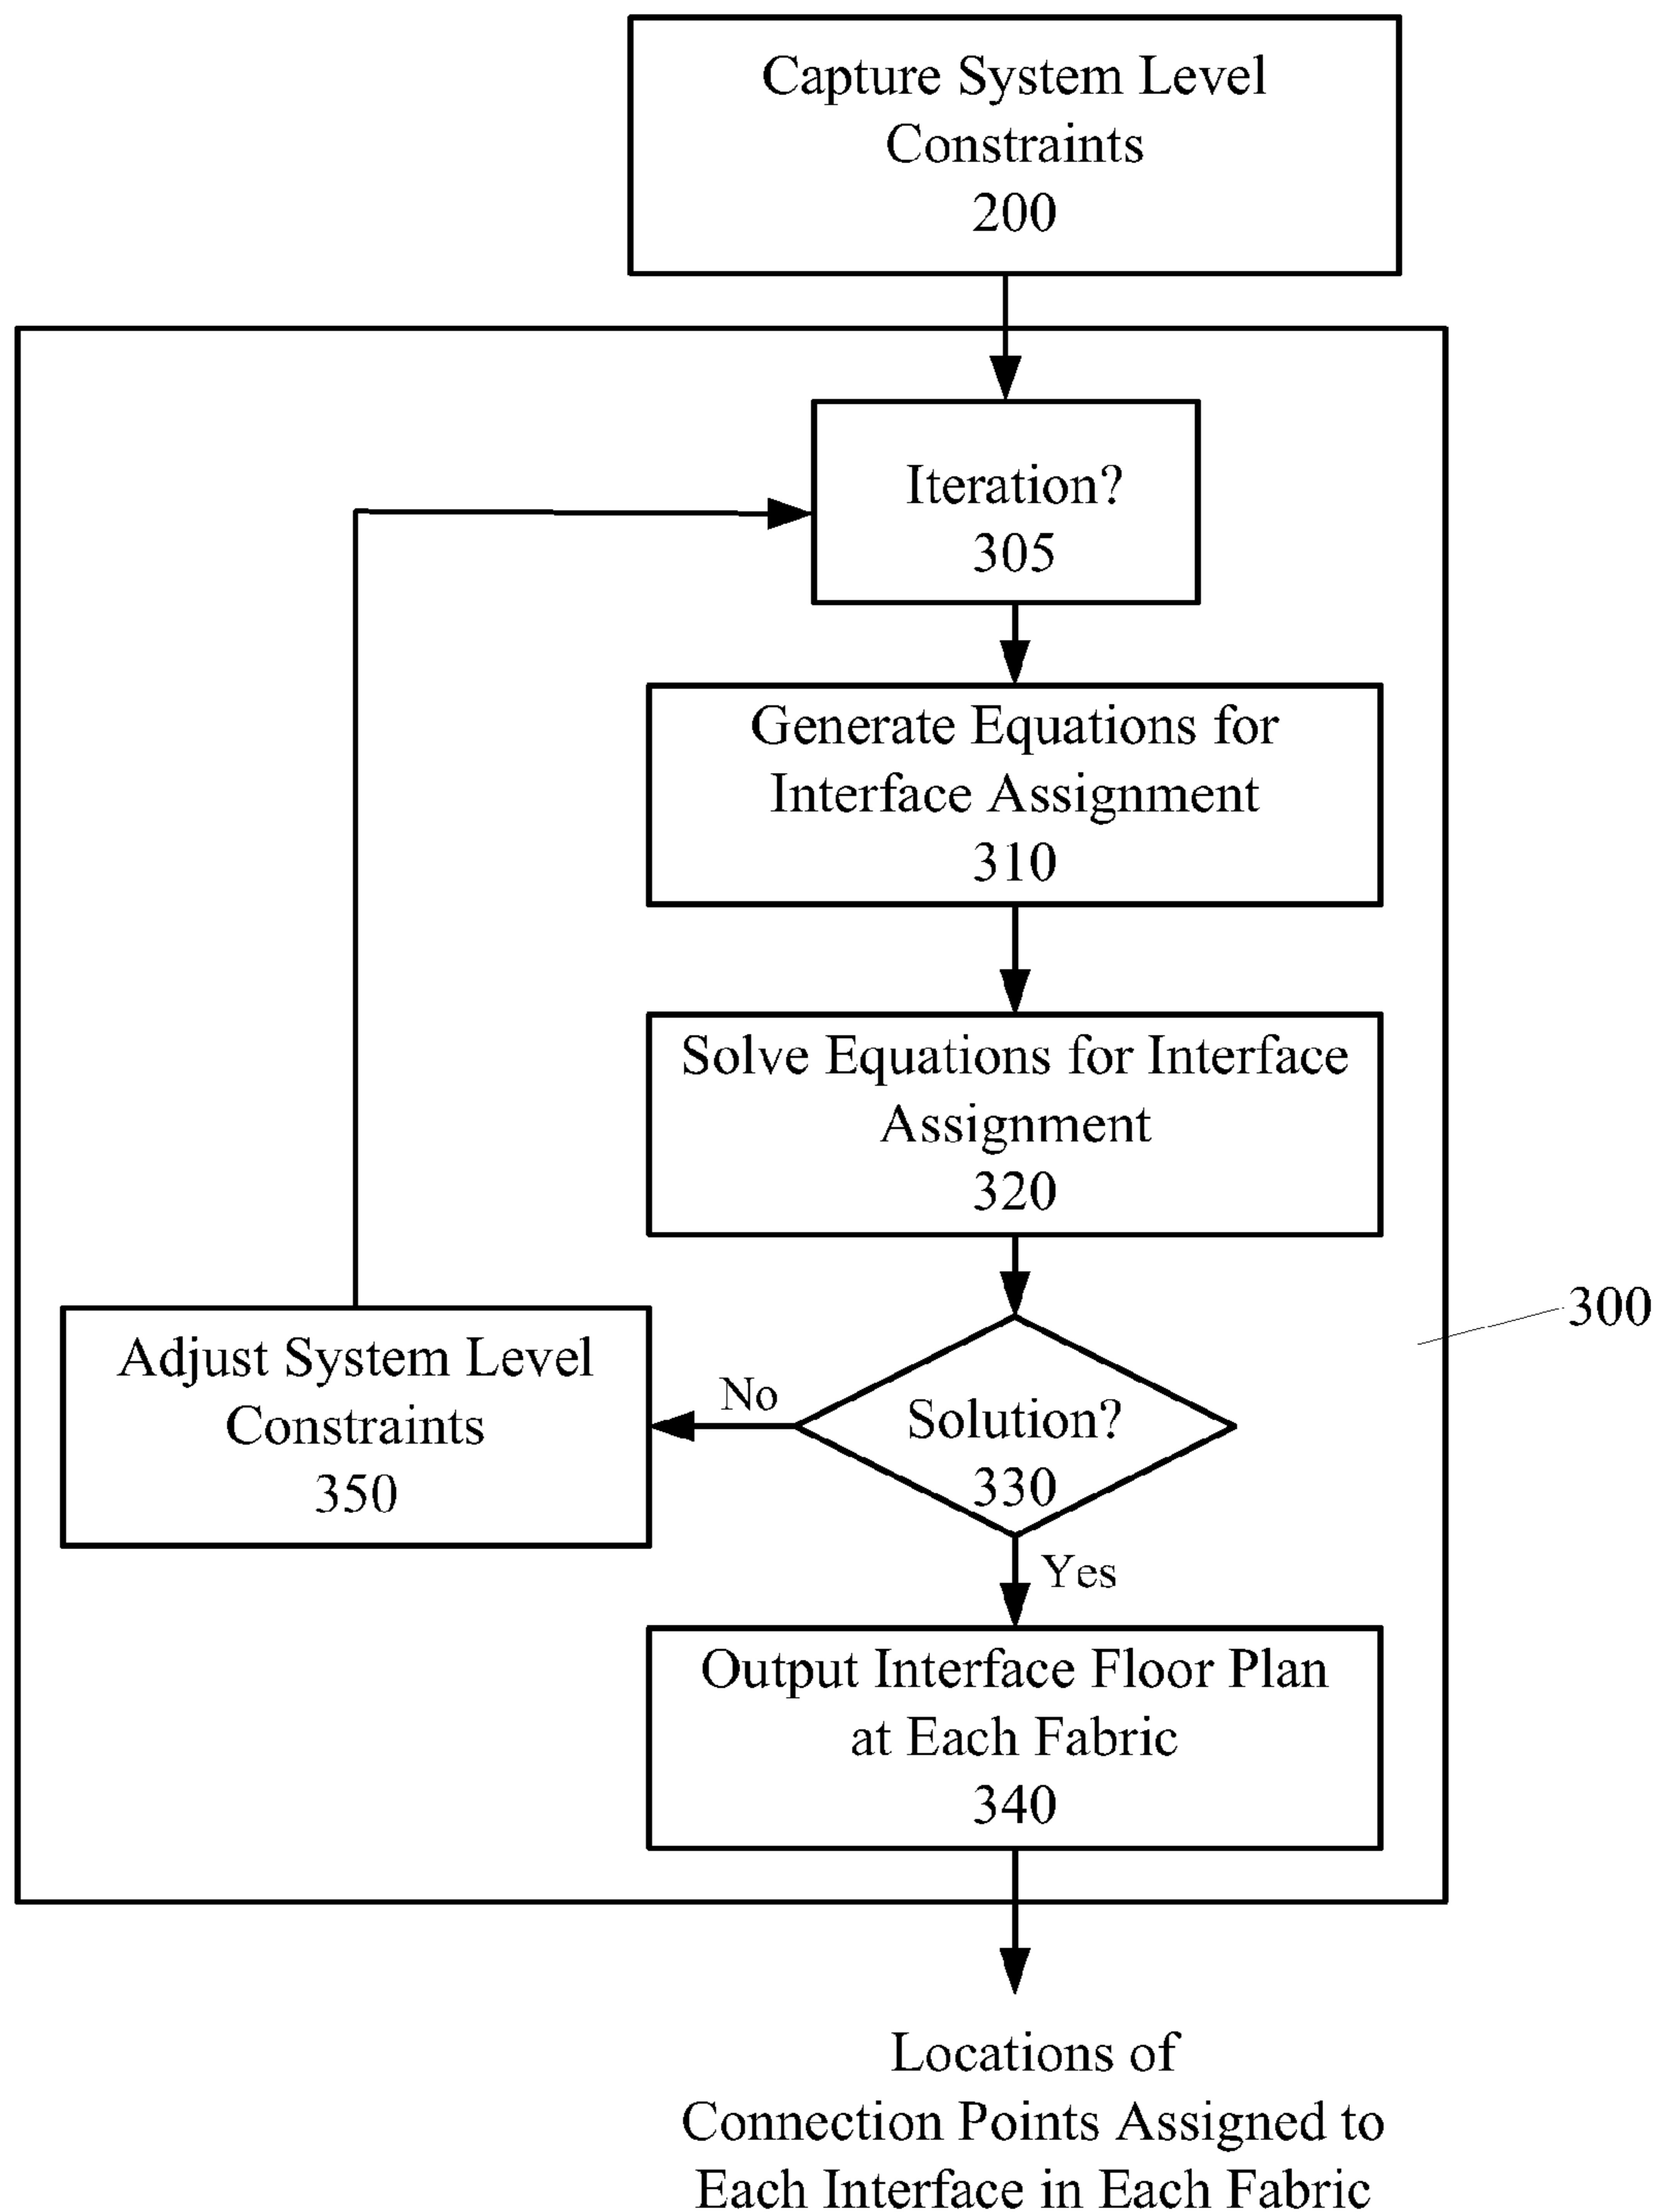 Capture System Level
Constraints
200
Iteration?
305
Generate Equations for
Interface Assignment
310
Solve Equations for Interface
Assignment
320
300
Adjust System Level
Constraints
350
No
Solution?
330
Yes
Output Interface Floor Plan
at Each Fabric
340
Locations of
Connection Points Assigned to
Each Interface in Each Fabric